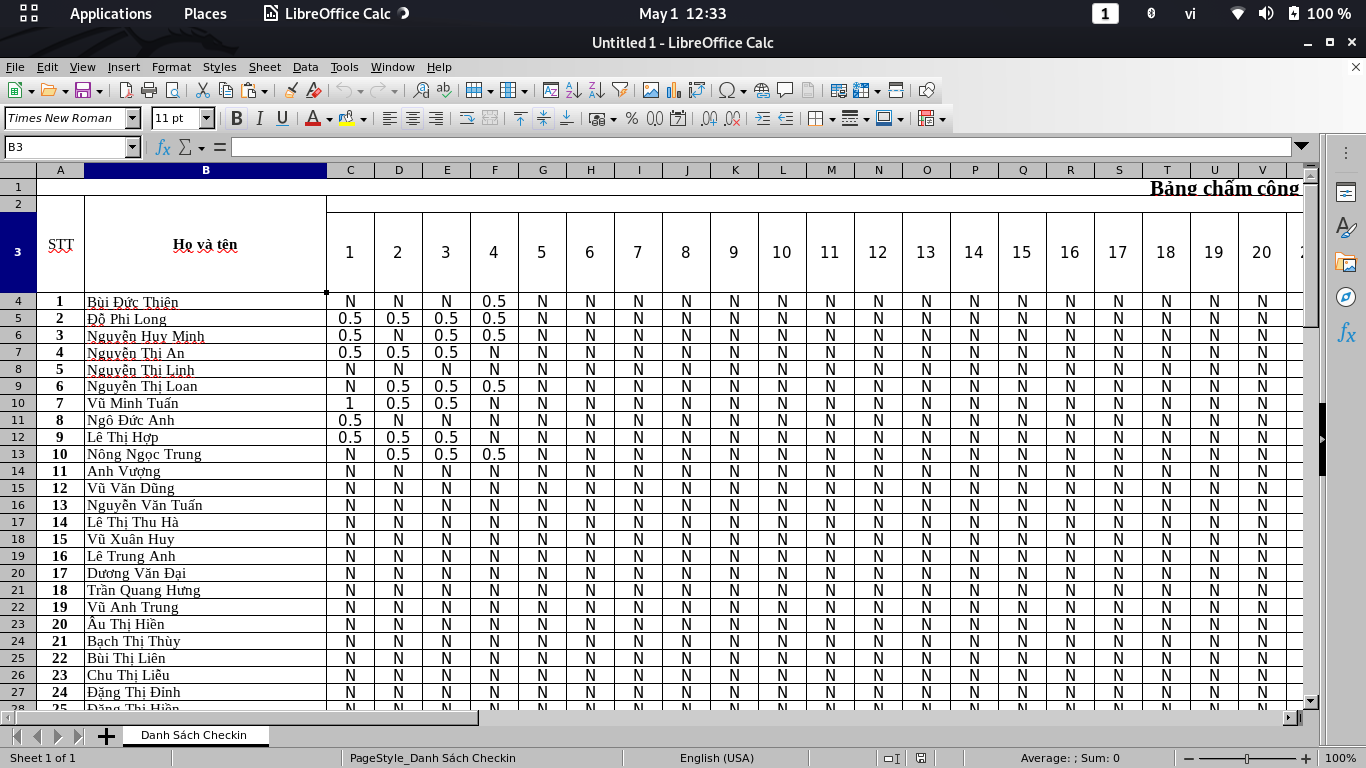 Applications Places LibreOffice Calc May 1 12:33 1 vi 100 %
Untitled 1 - LibreOffice Calc
File Edit View Insert Format Styles Sheet Data Tools Window Help
Times New Roman 11 pt B I U A % 0.0
B3 fx Σ =
A B C D E F G H I J K L M N O P Q R S T U V
1 Bảng chấm công
2
3 STT Họ và tên 1 2 3 4 5 6 7 8 9 10 11 12 13 14 15 16 17 18 19 20
4 1 Bùi Đức Thiện N N N 0.5 N N N N N N N N N N N N N N N N
5 2 Đỗ Phi Long 0.5 0.5 0.5 0.5 N N N N N N N N N N N N N N N N
6 3 Nguyễn Huy Minh 0.5 N 0.5 0.5 N N N N N N N N N N N N N N N N
7 4 Nguyễn Thị An 0.5 0.5 0.5 N N N N N N N N N N N N N N N N N
8 5 Nguyễn Thị Linh N N N N N N N N N N N N N N N N N N N N
9 6 Nguyễn Thị Loan N 0.5 0.5 0.5 N N N N N N N N N N N N N N N N
10 7 Vũ Minh Tuấn 1 0.5 0.5 N N N N N N N N N N N N N N N N N
11 8 Ngô Đức Anh 0.5 N N N N N N N N N N N N N N N N N N N
12 9 Lê Thị Hợp 0.5 0.5 0.5 N N N N N N N N N N N N N N N N N
13 10 Nông Ngọc Trung N 0.5 0.5 0.5 N N N N N N N N N N N N N N N N
14 11 Anh Vượng N N N N N N N N N N N N N N N N N N N N
15 12 Vũ Văn Dũng N N N N N N N N N N N N N N N N N N N N
16 13 Nguyễn Văn Tuấn N N N N N N N N N N N N N N N N N N N N
17 14 Lê Thị Thu Hà N N N N N N N N N N N N N N N N N N N N
18 15 Vũ Xuân Huy N N N N N N N N N N N N N N N N N N N N
19 16 Lê Trung Anh N N N N N N N N N N N N N N N N N N N N
20 17 Dương Văn Đại N N N N N N N N N N N N N N N N N N N N
21 18 Trần Quang Hưng N N N N N N N N N N N N N N N N N N N N
22 19 Vũ Anh Trung N N N N N N N N N N N N N N N N N N N N
23 20 Âu Thị Hiền N N N N N N N N N N N N N N N N N N N N
24 21 Bạch Thị Thùy N N N N N N N N N N N N N N N N N N N N
25 22 Bùi Thị Liên N N N N N N N N N N N N N N N N N N N N
26 23 Chu Thị Liễu N N N N N N N N N N N N N N N N N N N N
27 24 Đặng Thị Đỉnh N N N N N N N N N N N N N N N N N N N N
28 25 Đặng Thị Hiền N N N N N N N N N N N N N N N N N N N N
Danh Sách Checkin
Sheet 1 of 1 PageStyle_Danh Sách Checkin English (USA) Average: ; Sum: 0 100%